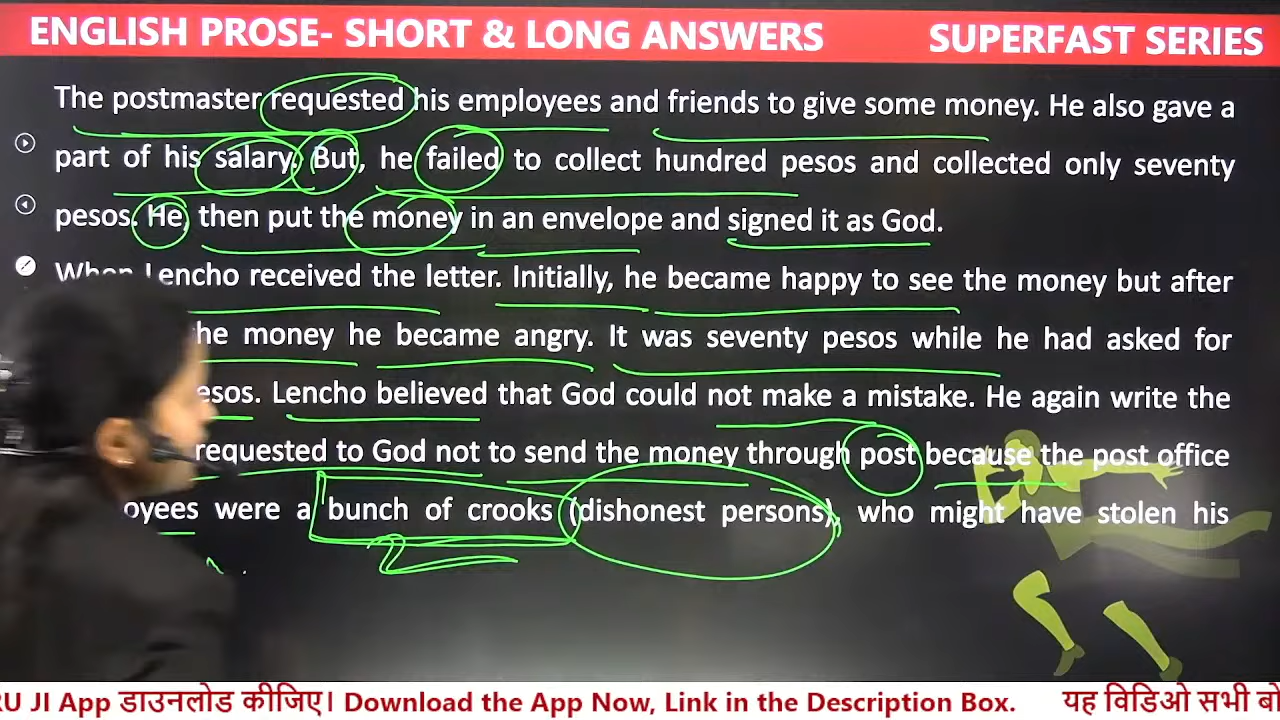 ENGLISH PROSE- SHORT & LONG ANSWERS SUPERFAST SERIES
The postmaster requested his employees and friends to give some money. He also gave a
part of his salary. But, he failed to collect hundred pesos and collected only seventy
pesos. He, then put the money in an envelope and signed it as God.
When Lencho received the letter. Initially, he became happy to see the money but after
he money he became angry. It was seventy pesos while he had asked for
esos. Lencho believed that God could not make a mistake. He again write the
requested to God not to send the money through post because the post office
oyees were a bunch of crooks (dishonest persons), who might have stolen his
RU JI App डाउनलोड कीजिए। Download the App Now, Link in the Description Box. यह विडिओ सभी बो